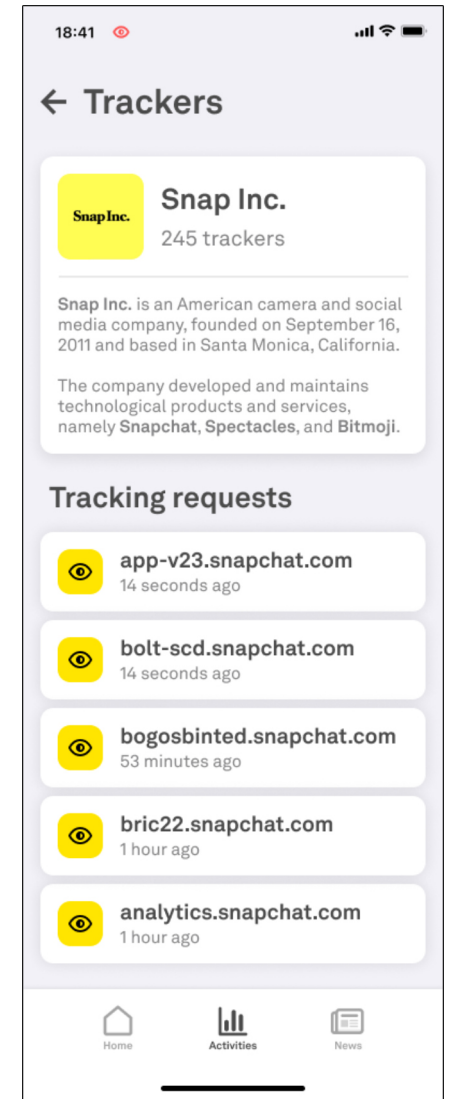 18:41
Trackers
Snap Inc.
Snap Inc.
245 trackers
Snap Inc. is an American camera and social
media company, founded on September 16,
2011 and based in Santa Monica, California.
The company developed and maintains
technological products and services,
namely Snapchat, Spectacles, and Bitmoji.
Tracking requests
app-v23.snapchat.com
14 seconds ago
bolt-scd.snapchat.com
14 seconds ago
bogosbinted.snapchat.com
53 minutes ago
bric22.snapchat.com
1 hour ago
analytics.snapchat.com
1 hour ago
Home
Activities
News